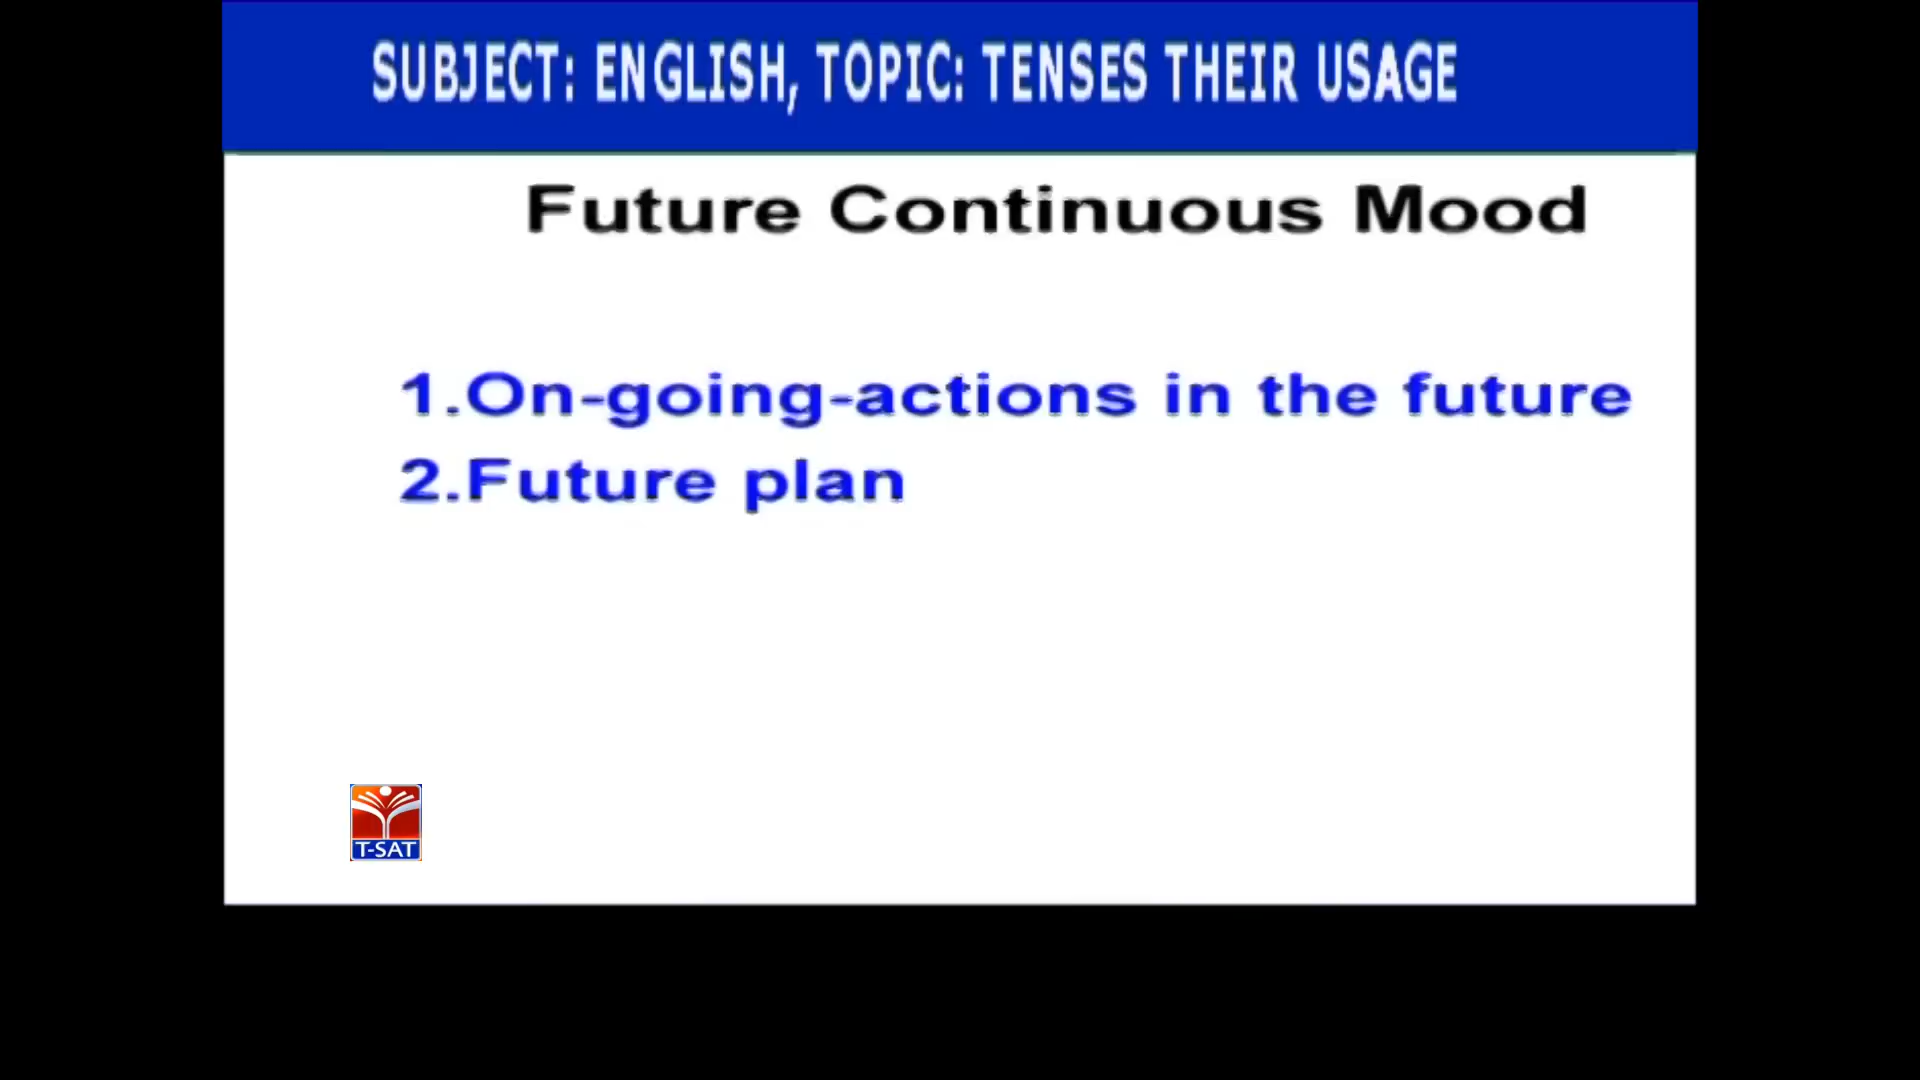 SUBJECT: ENGLISH, TOPIC: TENSES THEIR USAGE
Future Continuous Mood
1.On-going-actions in the future
2.Future plan
T-SAT